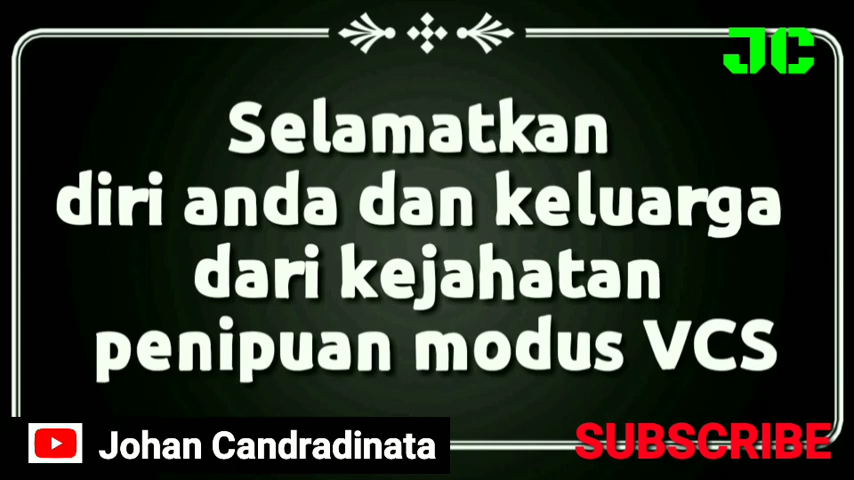 JC
Selamatkan
diri anda dan keluarga
dari kejahatan
penipuan modus VCS
Johan Candradinata
SUBSCRIBE